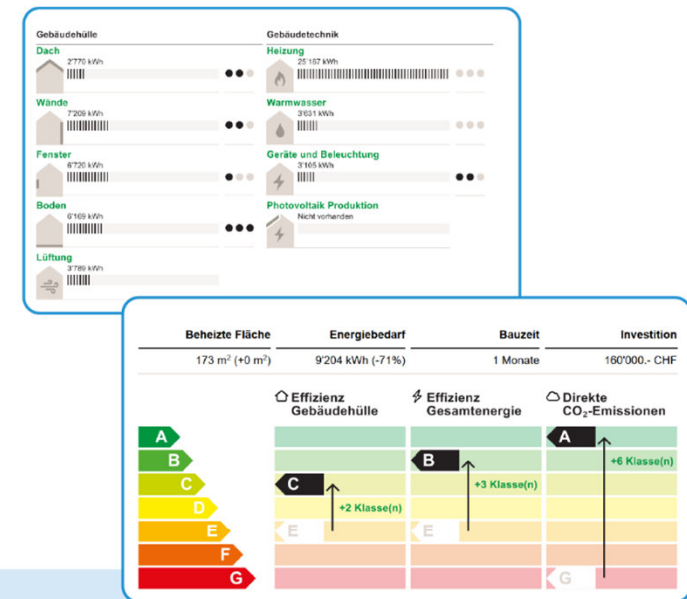 Gebäudehülle
Gebäudetechnik
Dach
2'770 kWh
Heizung
25'167 kWh
Wände
7'209 kWh
Warmwasser
3'631 kWh
Fenster
6'720 kWh
Geräte und Beleuchtung
3'105 kWh
Boden
6'169 kWh
Photovoltaik Produktion
Nicht vorhanden
Lüftung
3'789 kWh
Beheizte Fläche
Energiebedarf
Bauzeit
Investition
173 m² (+0 m²)
9'204 kWh (-71%)
1 Monate
160'000.- CHF
Effizienz
Gebäudehülle
Effizienz
Gesamtenergie
Direkte
CO₂-Emissionen
A
A
B
B
+6 Klasse(n)
C
C
+3 Klasse(n)
D
+2 Klasse(n)
E
E
E
F
G
G